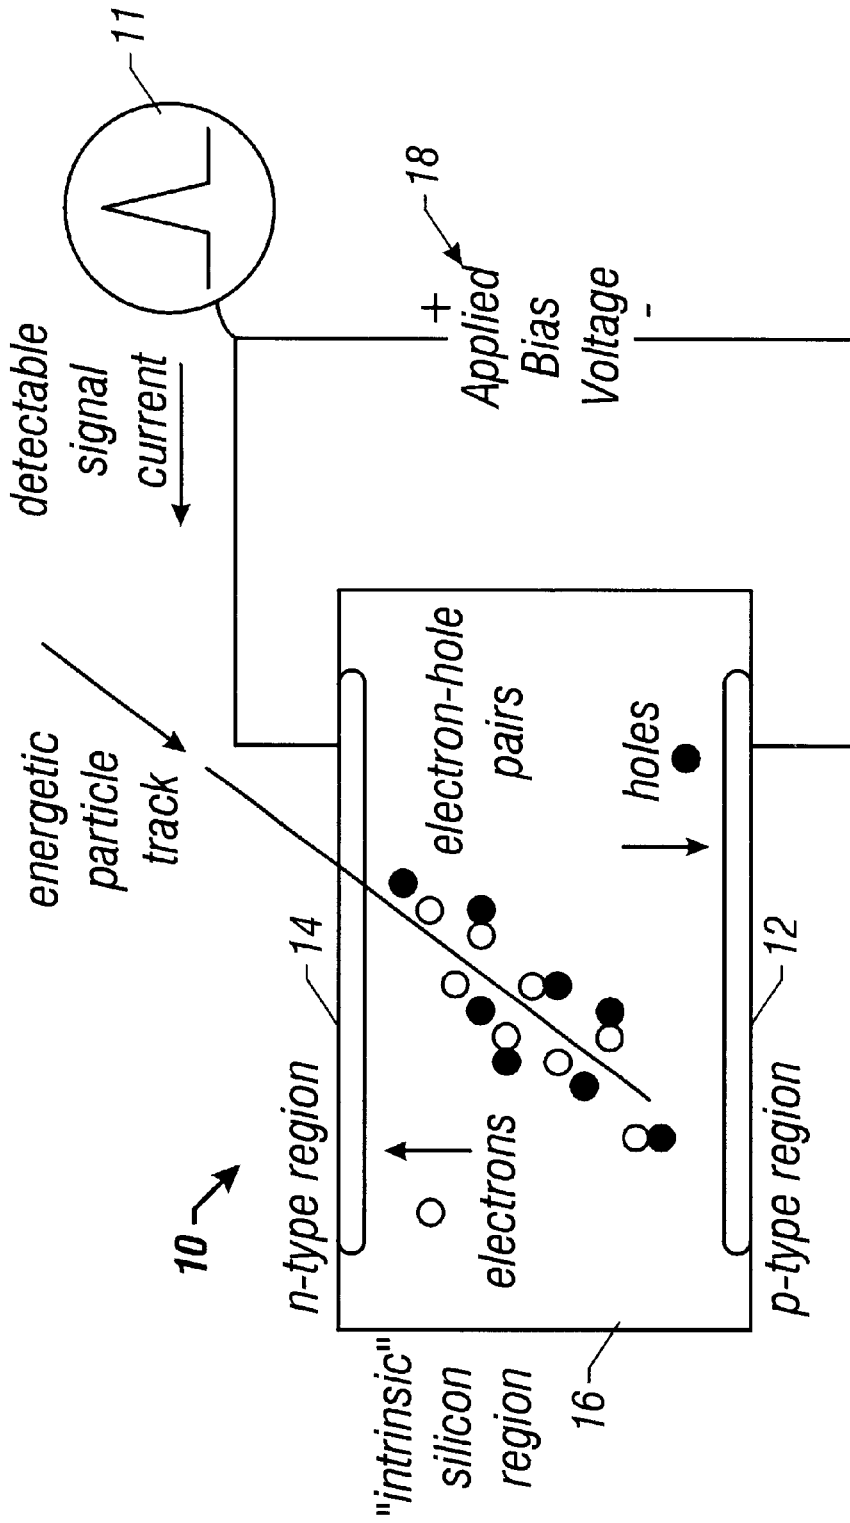 energetic
particle
track
detectable
signal
current
11
10
n-type region
14
+
Applied
Bias
Voltage
-
18
"intrinsic"
silicon
region
16
electrons
electron-hole
pairs
holes
p-type region
12